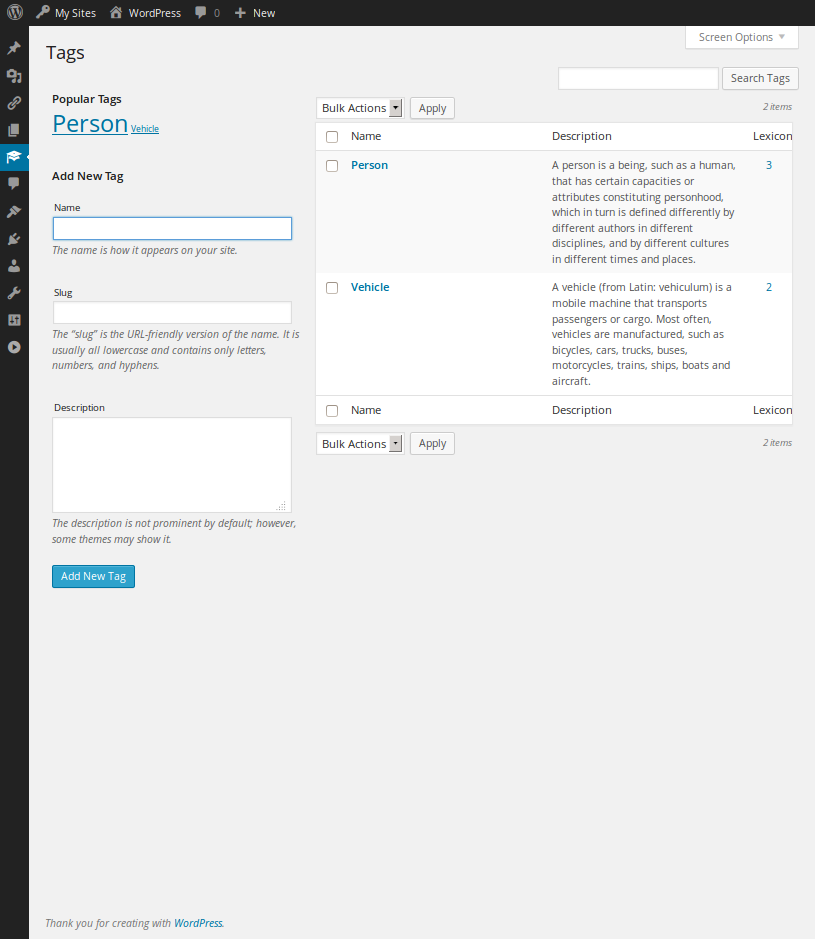 My Sites WordPress 0 New
Screen Options
Tags
Search Tags
Popular Tags
Person Vehicle
Add New Tag
Name
The name is how it appears on your site.
Slug
The “slug” is the URL-friendly version of the name. It is
usually all lowercase and contains only letters,
numbers, and hyphens.
Description
The description is not prominent by default; however,
some themes may show it.
Add New Tag
Bulk Actions Apply 2 items
Name Description Lexicon
Person A person is a being, such as a human, 3
that has certain capacities or
attributes constituting personhood,
which in turn is defined differently by
different authors in different
disciplines, and by different cultures
in different times and places.
Vehicle A vehicle (from Latin: vehiculum) is a 2
mobile machine that transports
passengers or cargo. Most often,
vehicles are manufactured, such as
bicycles, cars, trucks, buses,
motorcycles, trains, ships, boats and
aircraft.
Name Description Lexicon
Bulk Actions Apply 2 items
Thank you for creating with WordPress.